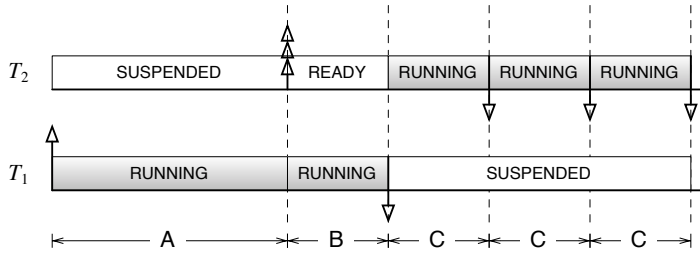 T2 SUSPENDED READY RUNNING RUNNING RUNNING
T1 RUNNING RUNNING SUSPENDED
A B C C C